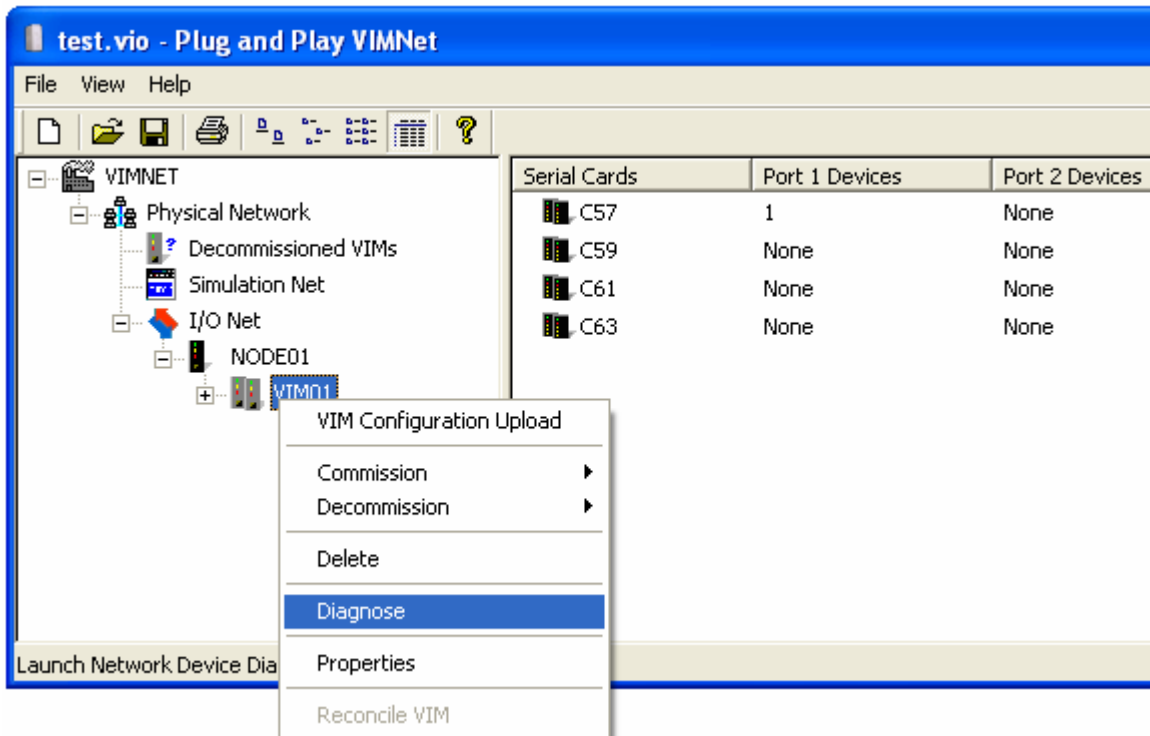 test.vio - Plug and Play VIMNet
File View Help
VIMNET
Physical Network
Decommissioned VIMs
Simulation Net
I/O Net
NODE01
VIM01
Serial Cards Port 1 Devices Port 2 Devices
C57 1 None
C59 None None
C61 None None
C63 None None
VIM Configuration Upload
Commission
Decommission
Delete
Diagnose
Properties
Reconcile VIM
Launch Network Device Dia